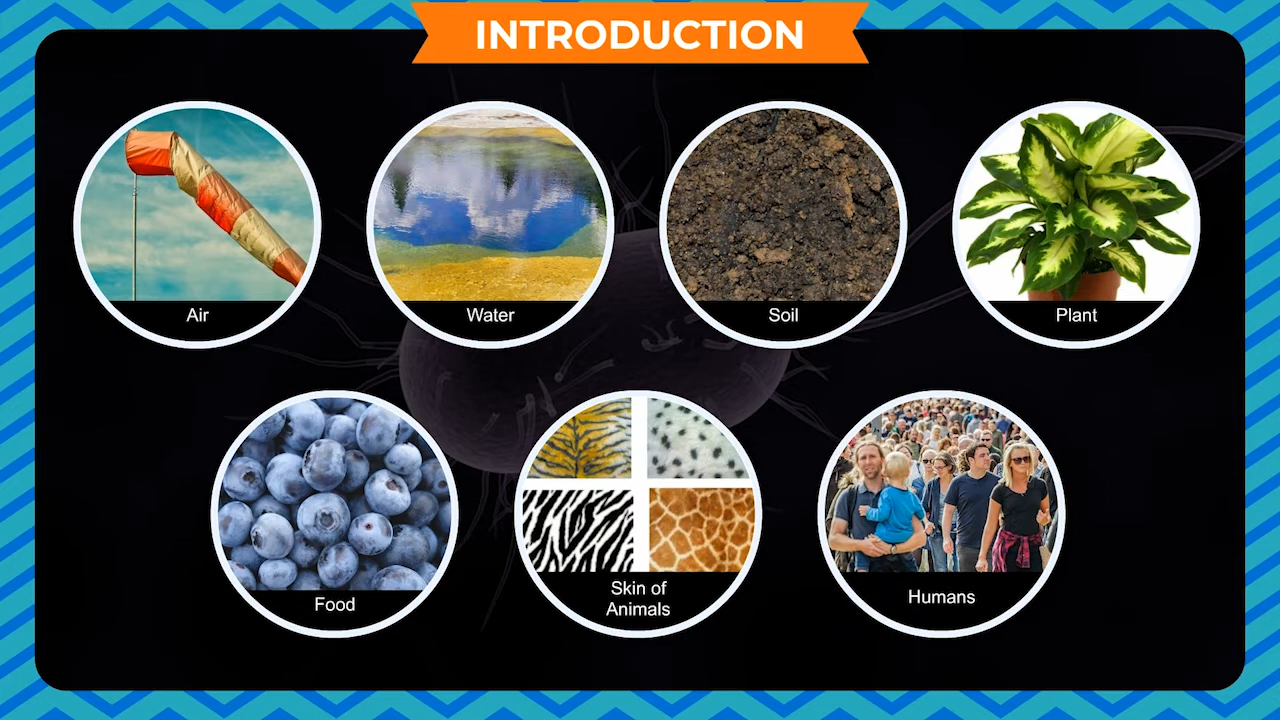 INTRODUCTION
Air
Water
Soil
Plant
Food
Skin of
Animals
Humans